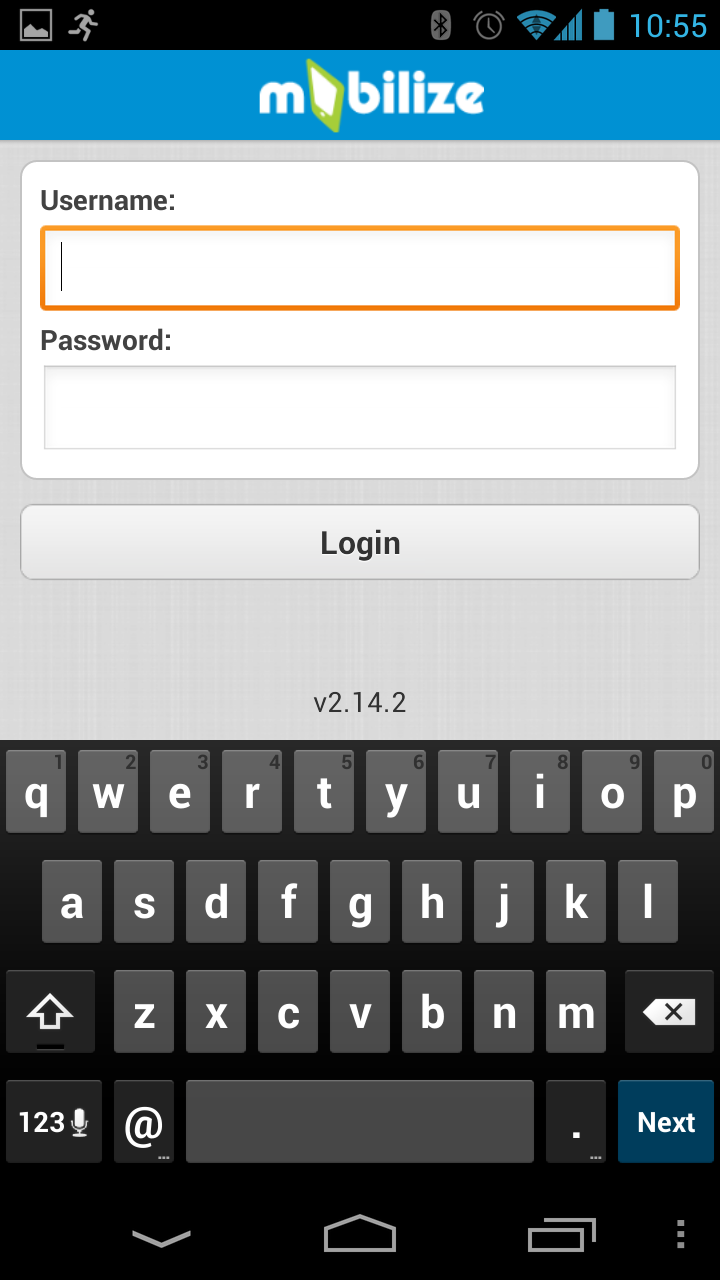 10:55
mobilize
Username:
Password:
Login
v2.14.2
1 2 3 4 5 6 7 8 9 0
q w e r t y u i o p
a s d f g h j k l
z x c v b n m
123 @ ... . ... Next